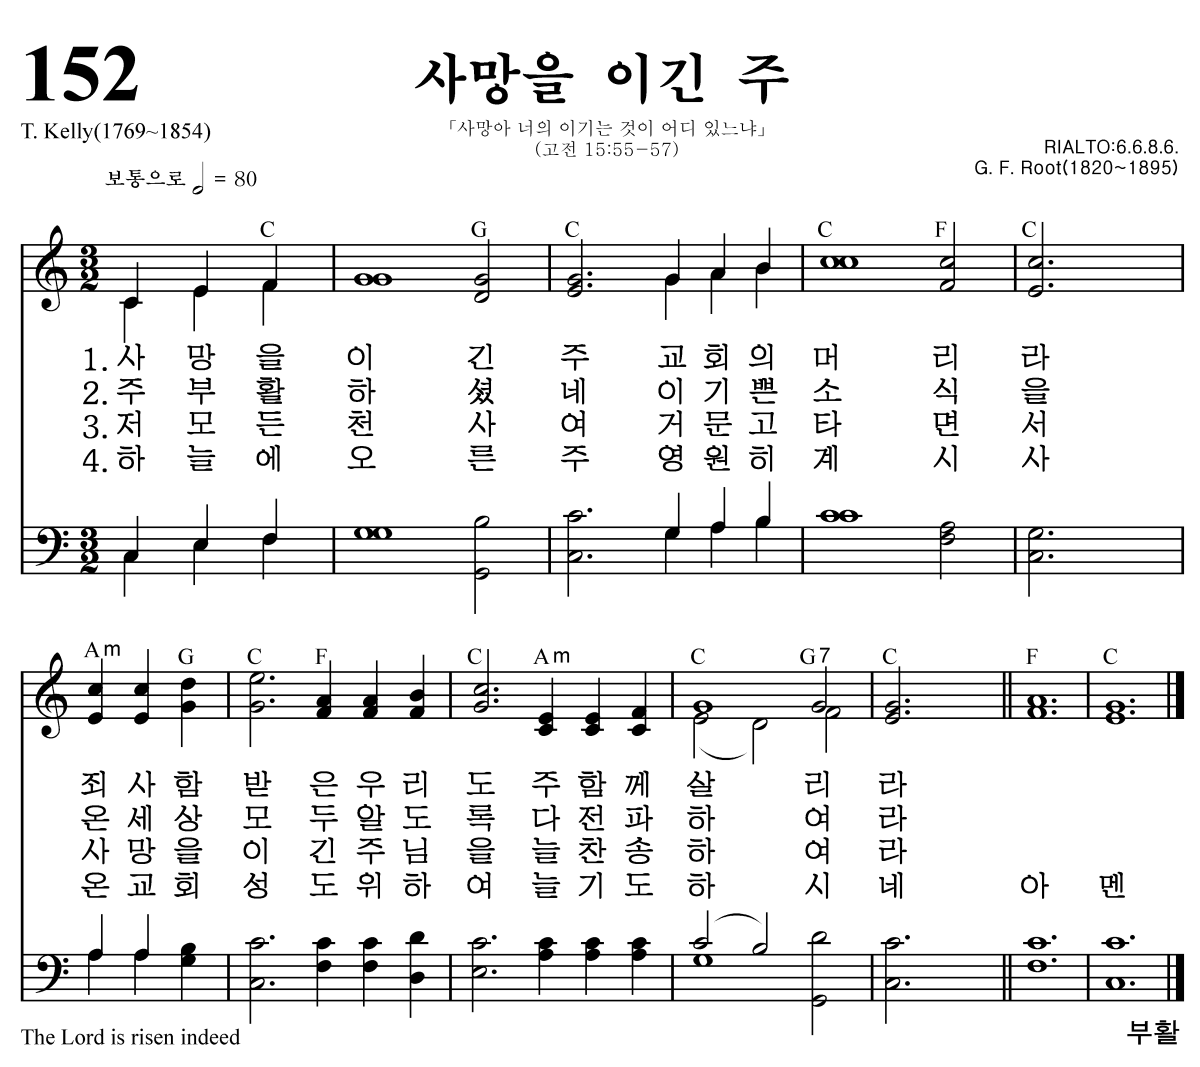 152
사망을 이긴 주
T. Kelly(1769~1854)
「사망아 너의 이기는 것이 어디 있느냐」
(고전 15:55-57)
RIALTO:6.6.8.6.
G. F. Root(1820~1895)
보통으로 = 80
C G C C F C
3 2
1. 사 망 을 이 긴 주 교 회 의 머 리 라
2. 주 부 활 하 셨 네 이 기 쁜 소 식 을
3. 저 모 든 천 사 여 거 문 고 타 면 서
4. 하 늘 에 오 른 주 영 원 히 계 시 사
3 2
Am G C F C Am C G7 C F C
죄 사 함 받 은 우 리 도 주 함 께 살 리 라
온 세 상 모 두 알 도 록 다 전 파 하 여 라
사 망 을 이 긴 주 님 을 늘 찬 송 하 여 라
온 교 회 성 도 위 하 여 늘 기 도 하 시 네 아 멘
The Lord is risen indeed
부활